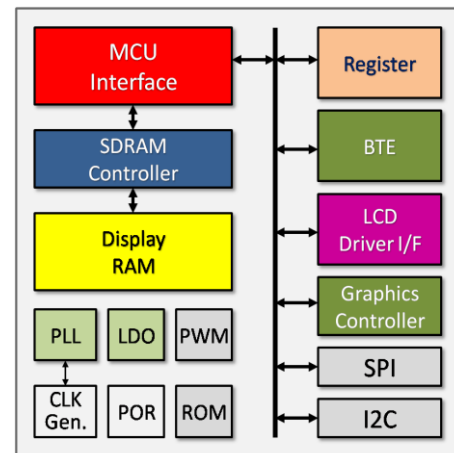 MCU
Interface
SDRAM
Controller
Display
RAM
PLL
LDO
PWM
CLK
Gen.
POR
ROM
Register
BTE
LCD
Driver I/F
Graphics
Controller
SPI
I2C